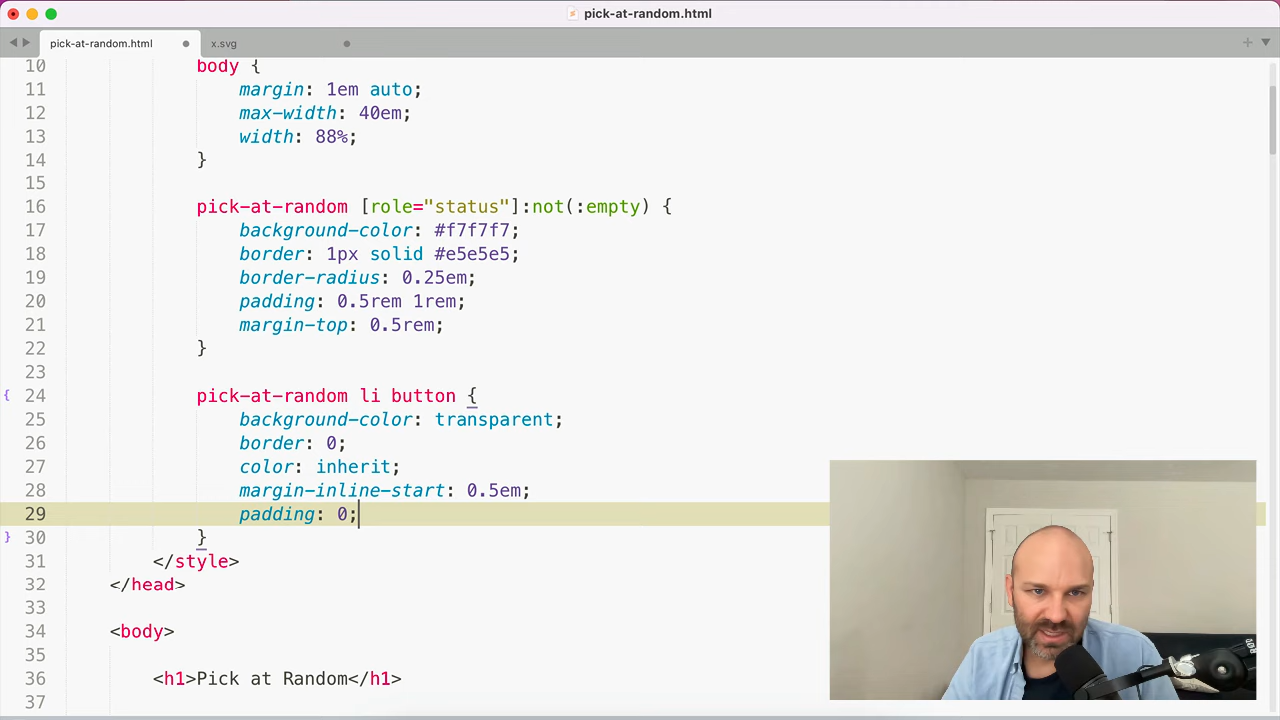 pick-at-random.html
pick-at-random.html
x.svg
10 body {
11 margin: 1em auto;
12 max-width: 40em;
13 width: 88%;
14 }
15
16 pick-at-random [role="status"]:not(:empty) {
17 background-color: #f7f7f7;
18 border: 1px solid #e5e5e5;
19 border-radius: 0.25em;
20 padding: 0.5rem 1rem;
21 margin-top: 0.5rem;
22 }
23
{ 24 pick-at-random li button {
25 background-color: transparent;
26 border: 0;
27 color: inherit;
28 margin-inline-start: 0.5em;
29 padding: 0;
} 30 }
31 </style>
32 </head>
33
34 <body>
35
36 <h1>Pick at Random</h1>
37